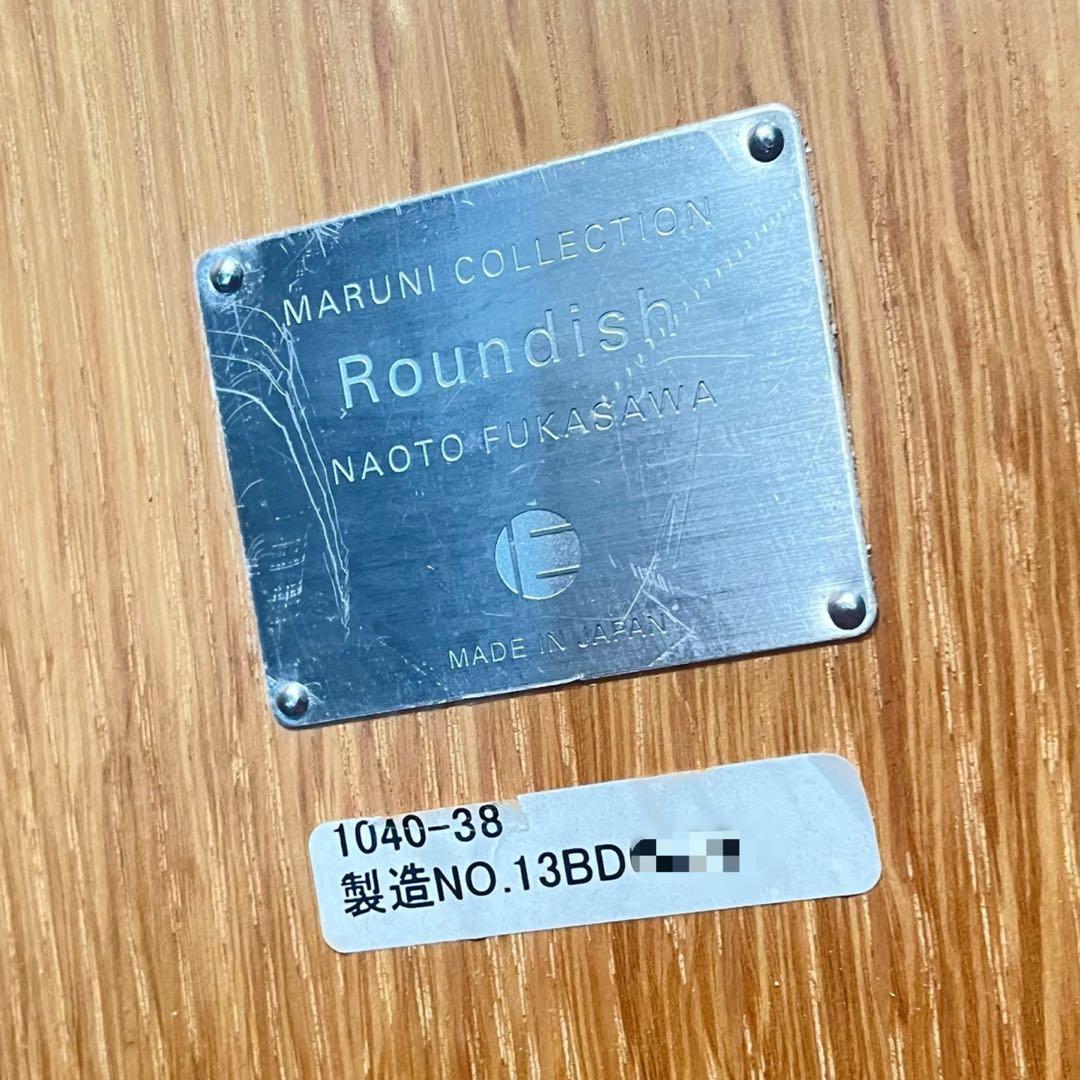 MARUNI COLLECTION
Roundish
NAOTO FUKASAWA
MADE IN JAPAN
1040-38
製造NO.13BD